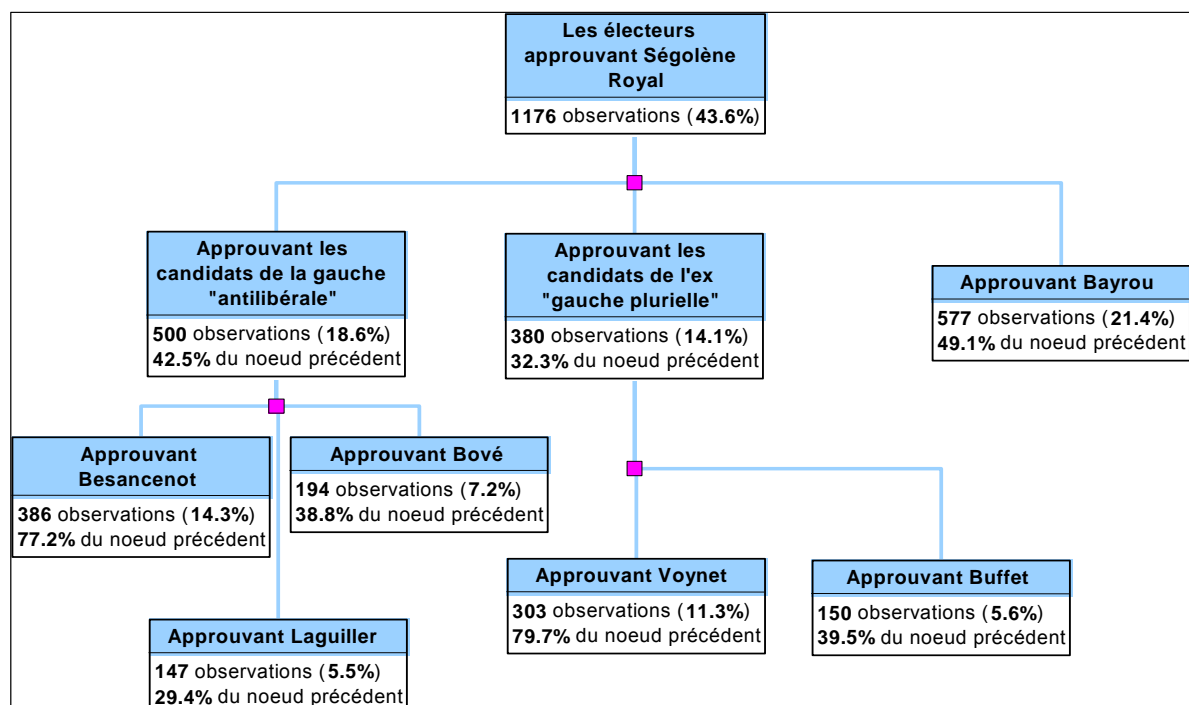 Les électeurs
approuvant Ségolène
Royal
1176 observations (43.6%)
Approuvant les
candidats de la gauche
"antilibérale"
500 observations (18.6%)
42.5% du noeud précédent
Approuvant les
candidats de l'ex
"gauche plurielle"
380 observations (14.1%)
32.3% du noeud précédent
Approuvant Bayrou
577 observations (21.4%)
49.1% du noeud précédent
Approuvant
Besancenot
386 observations (14.3%)
77.2% du noeud précédent
Approuvant Bové
194 observations (7.2%)
38.8% du noeud précédent
Approuvant Laguiller
147 observations (5.5%)
29.4% du noeud précédent
Approuvant Voynet
303 observations (11.3%)
79.7% du noeud précédent
Approuvant Buffet
150 observations (5.6%)
39.5% du noeud précédent